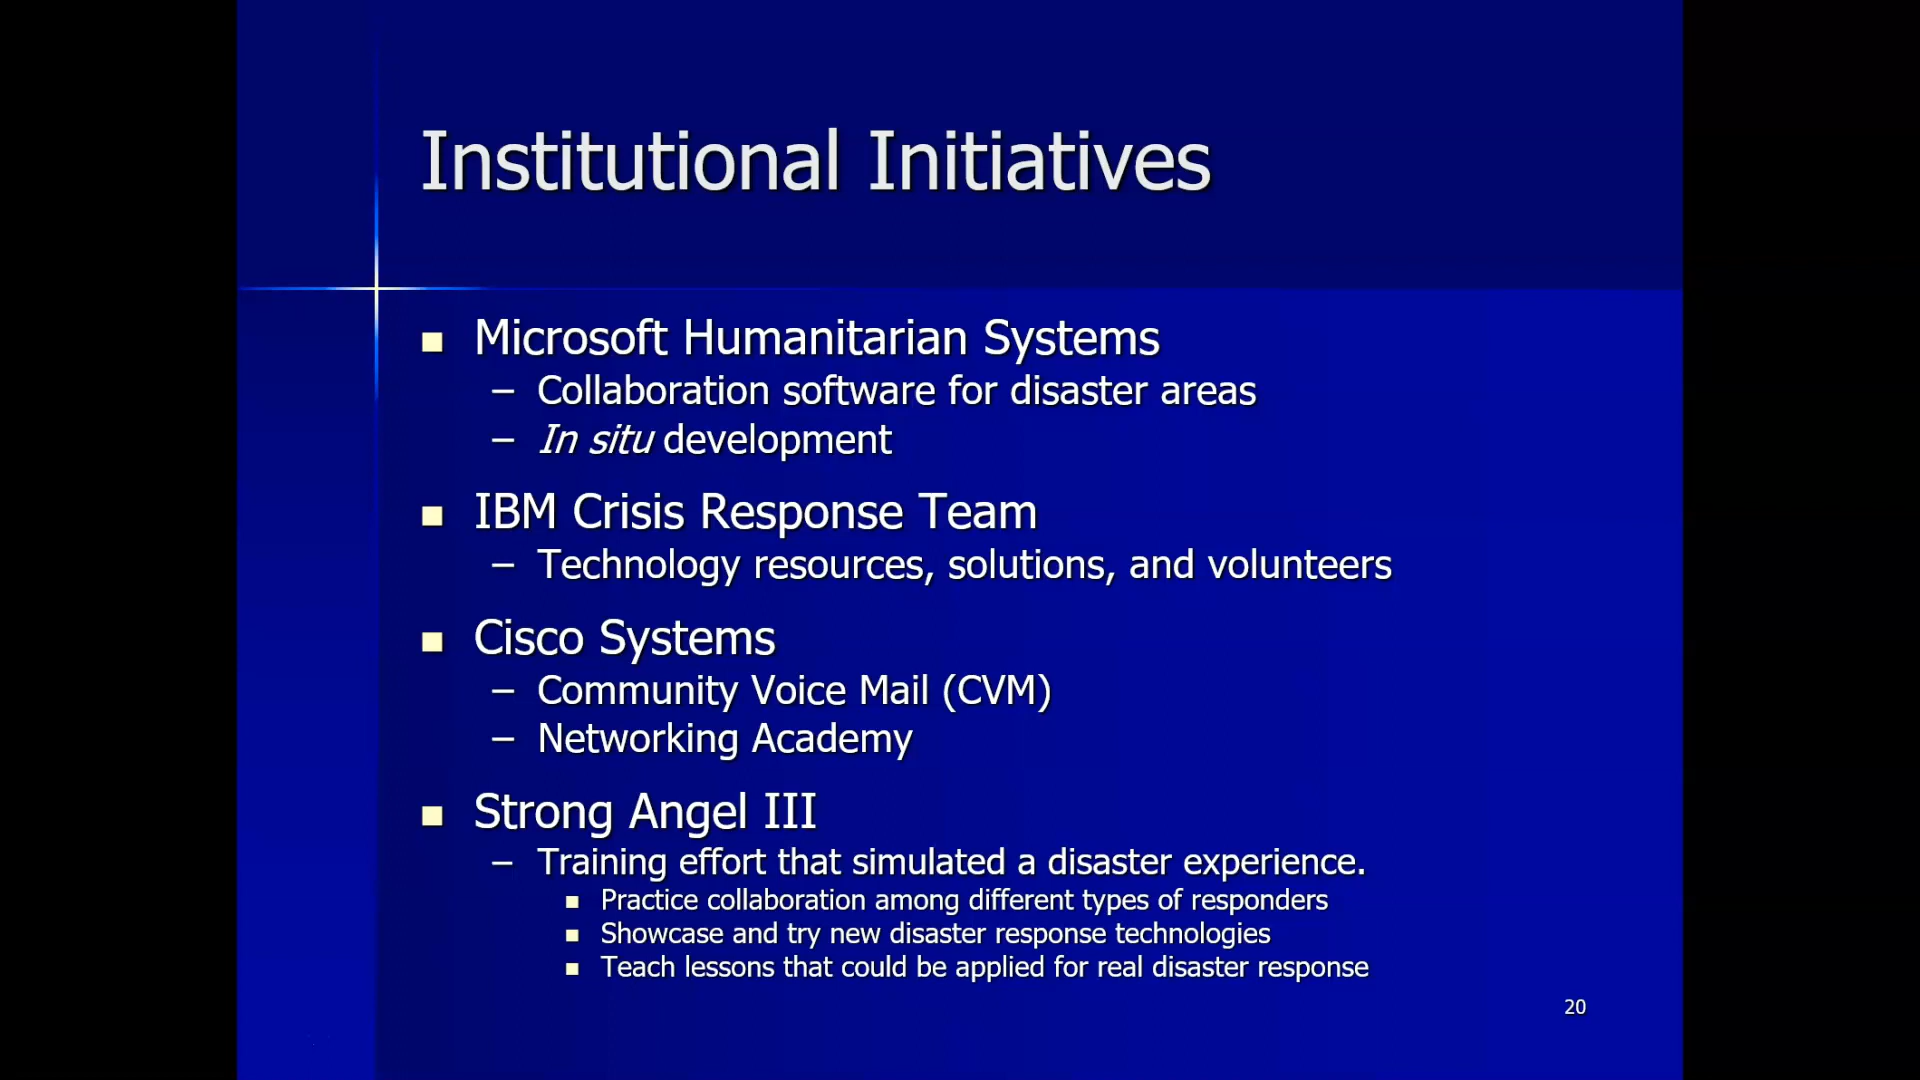 Institutional Initiatives
■ Microsoft Humanitarian Systems
– Collaboration software for disaster areas
– In situ development
■ IBM Crisis Response Team
– Technology resources, solutions, and volunteers
■ Cisco Systems
– Community Voice Mail (CVM)
– Networking Academy
■ Strong Angel III
– Training effort that simulated a disaster experience.
■ Practice collaboration among different types of responders
■ Showcase and try new disaster response technologies
■ Teach lessons that could be applied for real disaster response
20